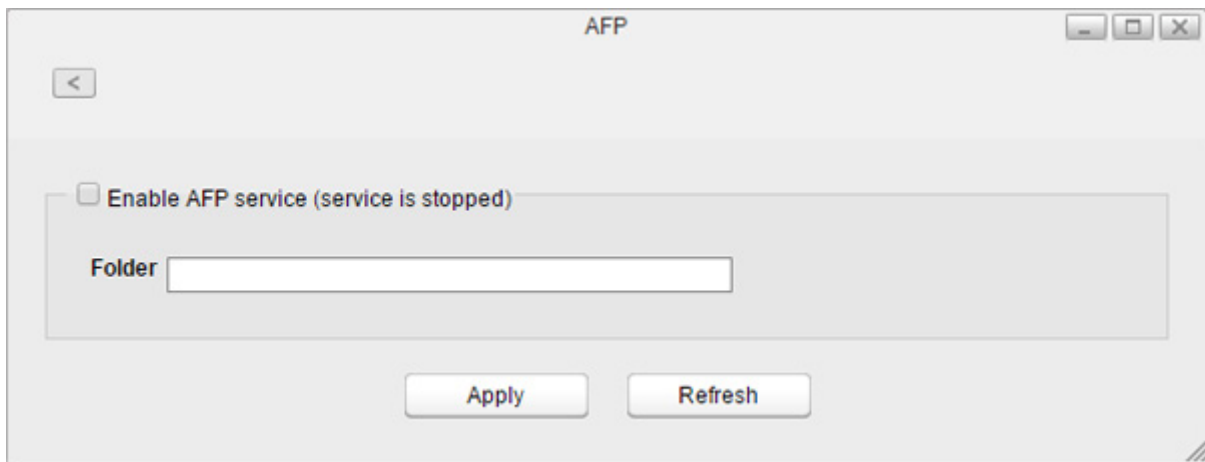 AFP
<
Enable AFP service (service is stopped)
Folder
Apply Refresh